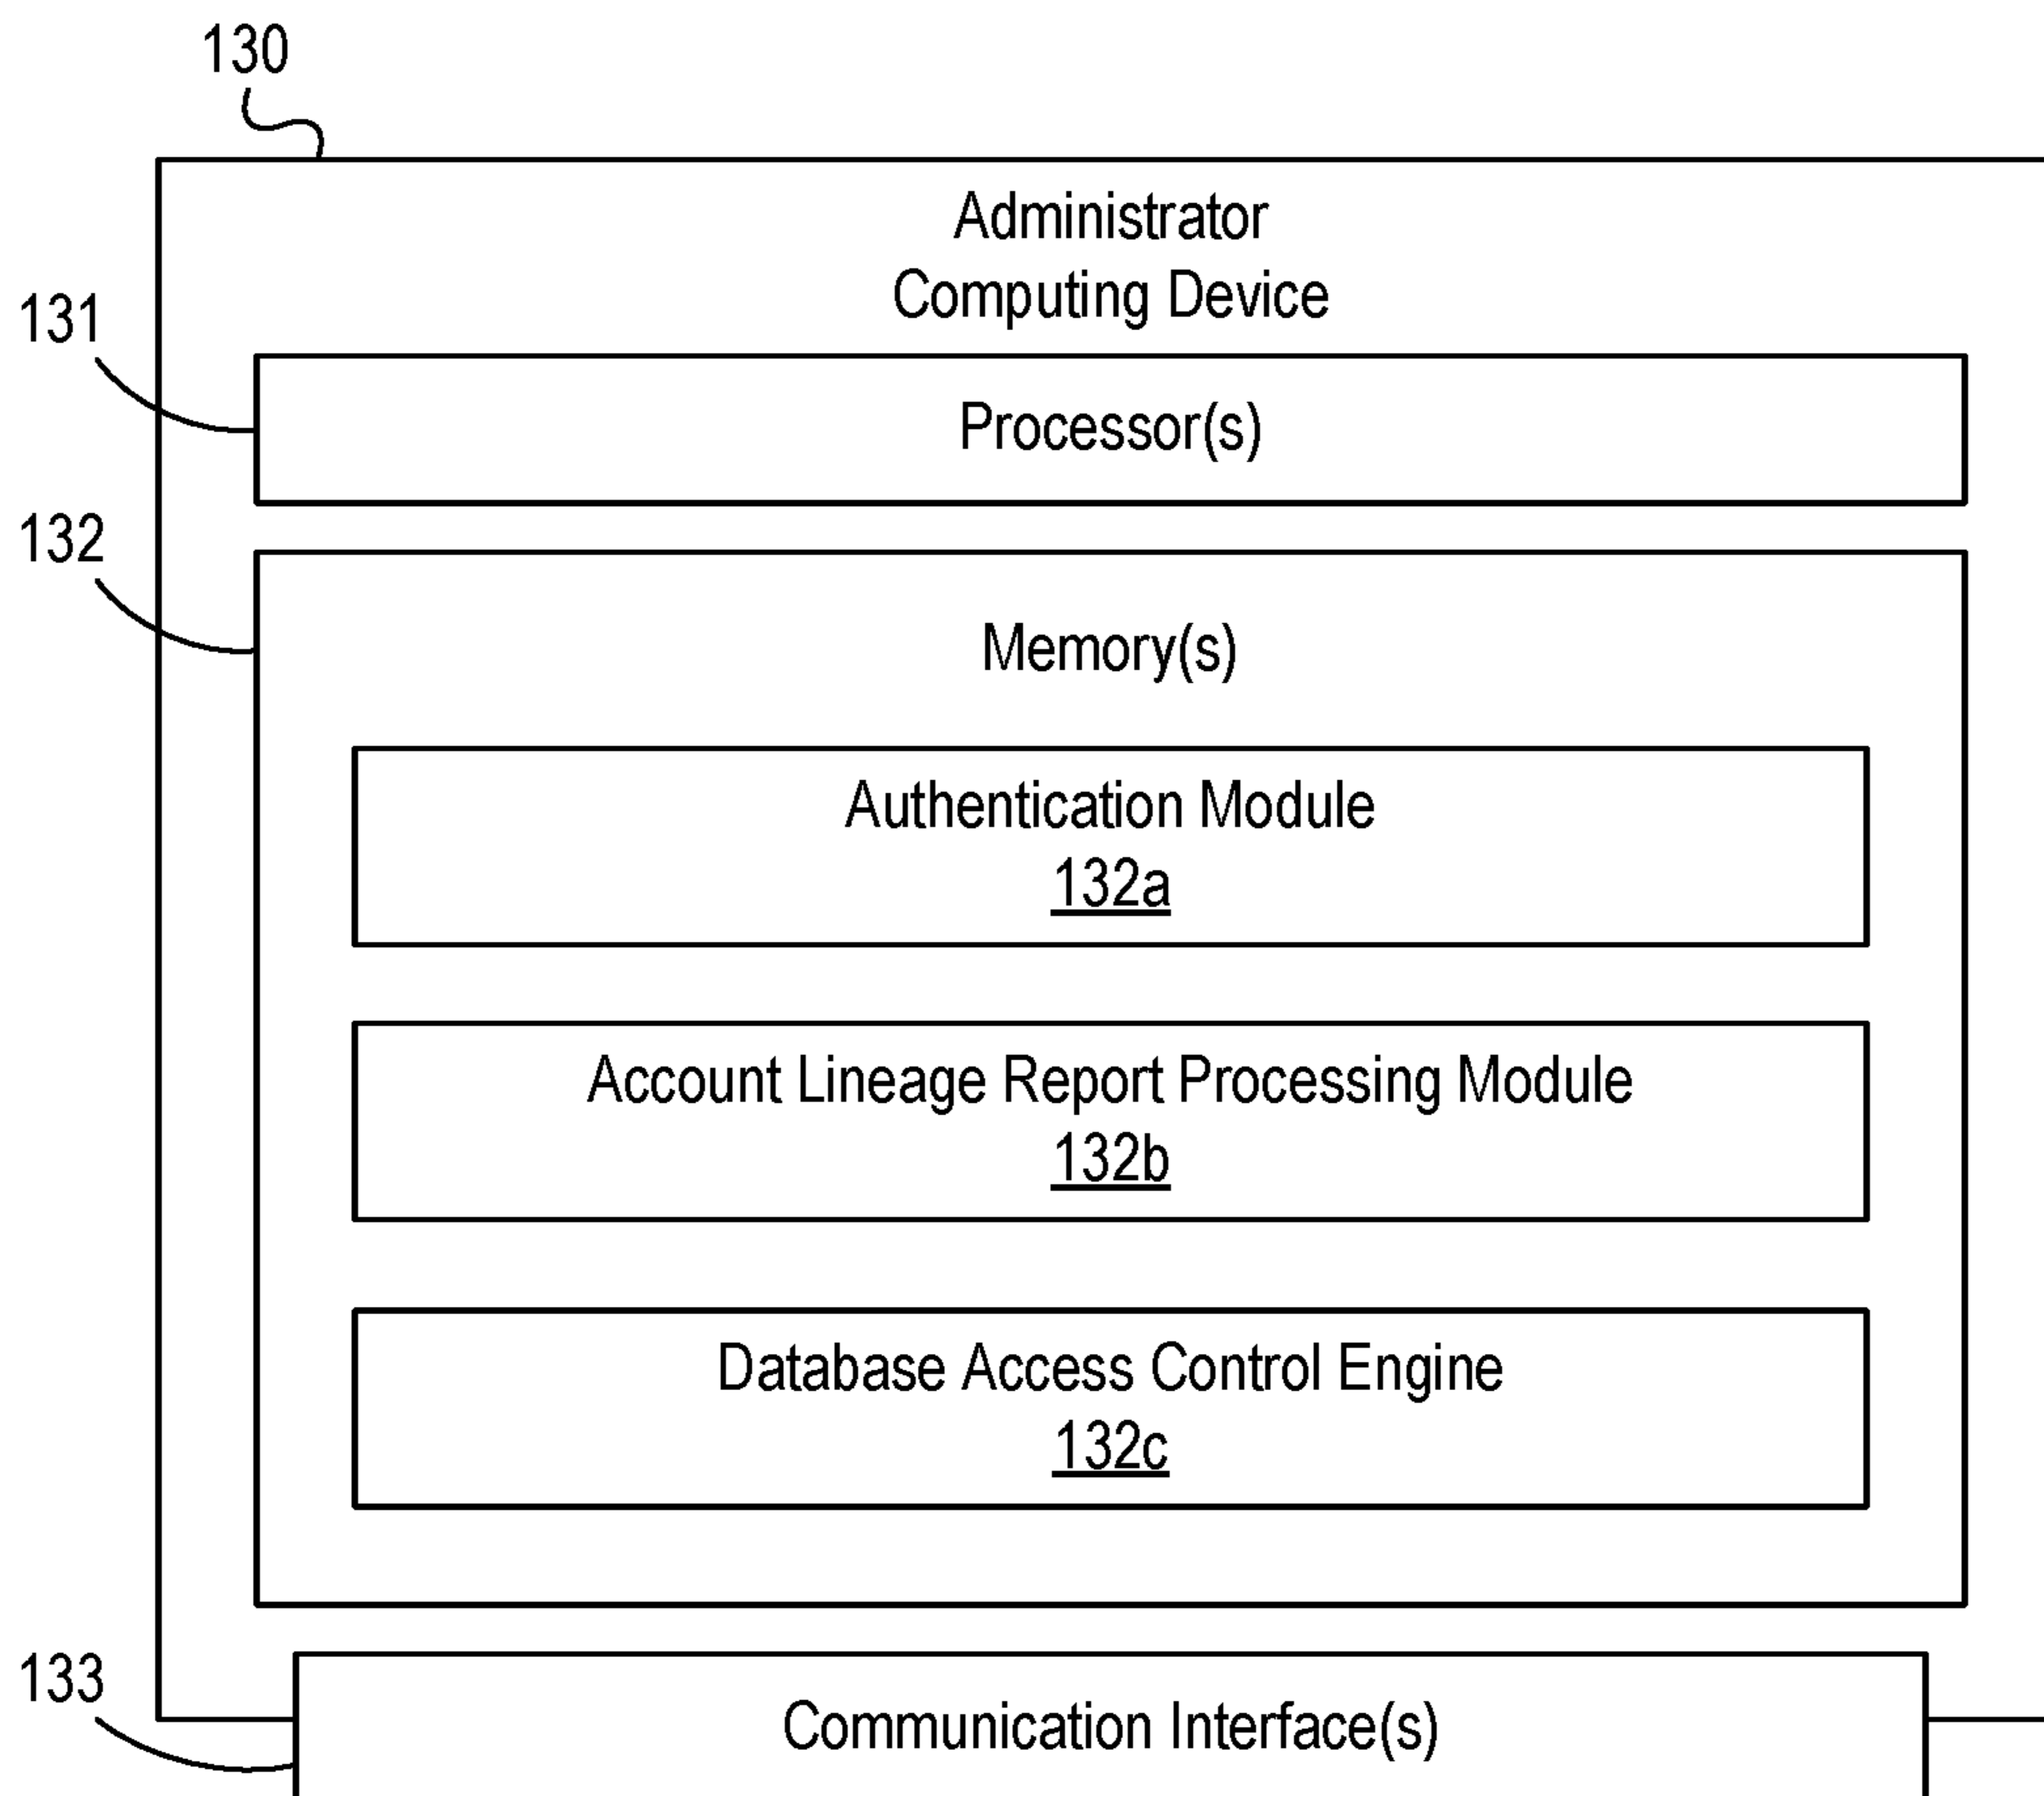 130
Administrator
Computing Device
131
Processor(s)
132
Memory(s)
Authentication Module
132a
Account Lineage Report Processing Module
132b
Database Access Control Engine
132c
133
Communication Interface(s)